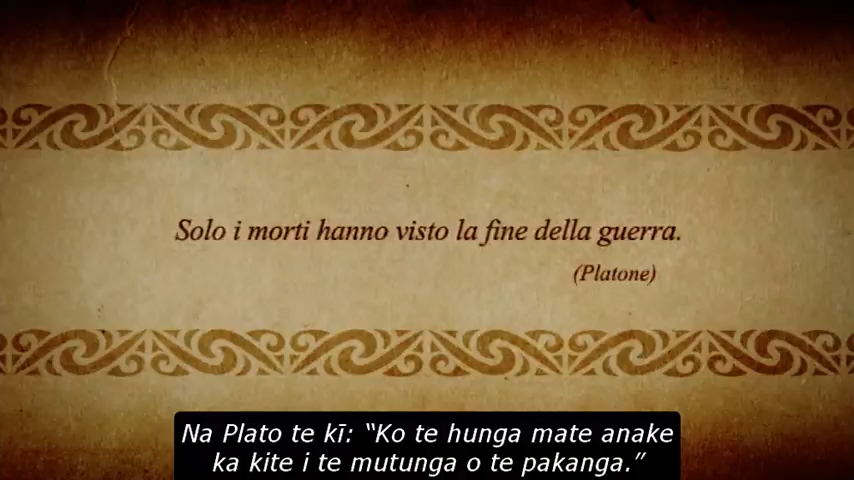 Solo i morti hanno visto la fine della guerra.
(Platone)
Na Plato te kī: “Ko te hunga mate anake
ka kite i te mutunga o te pakanga.”